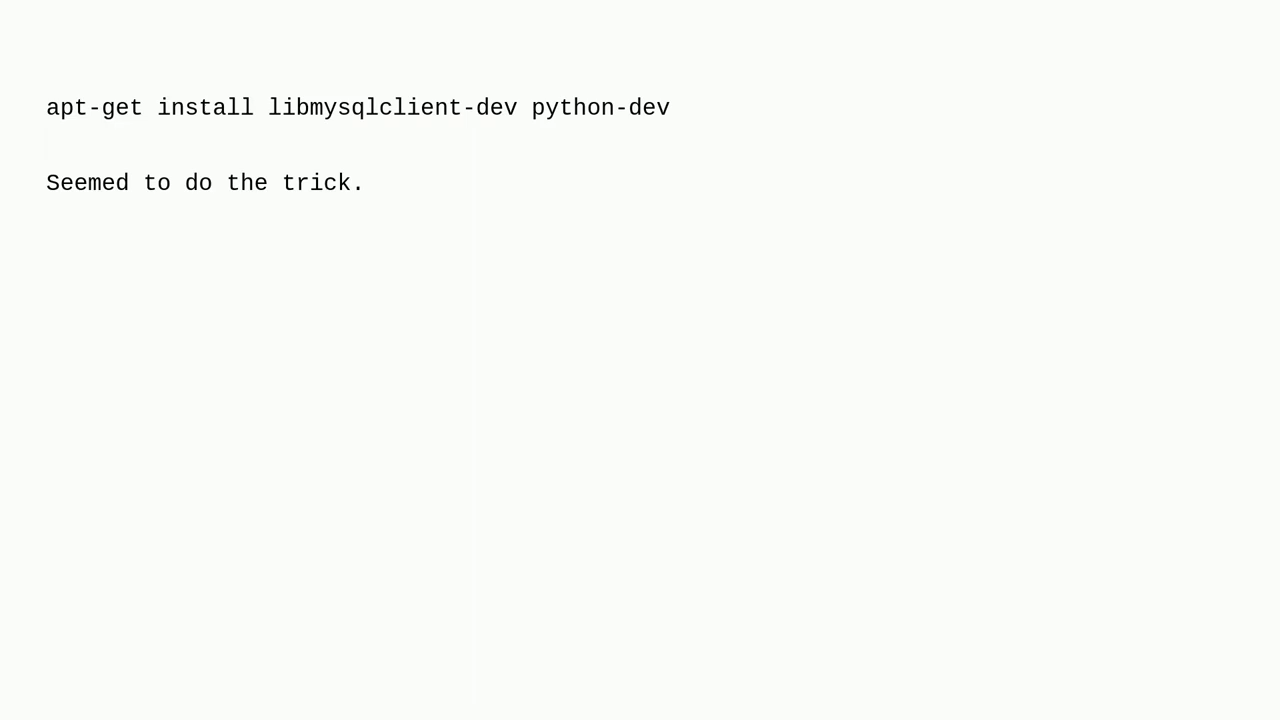 apt-get install libmysqlclient-dev python-dev
Seemed to do the trick.